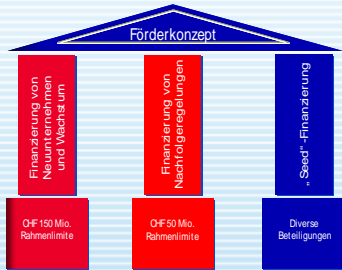 Förderkonzept
Finanzierung von
Neuunternehmen
und Wachstum
Finanzierung von
Nachfolgeregelungen
„Seed“-Finanzierung
CHF 150 Mio.
Rahmenlimite
CHF 50 Mio.
Rahmenlimite
Diverse
Beteiligungen